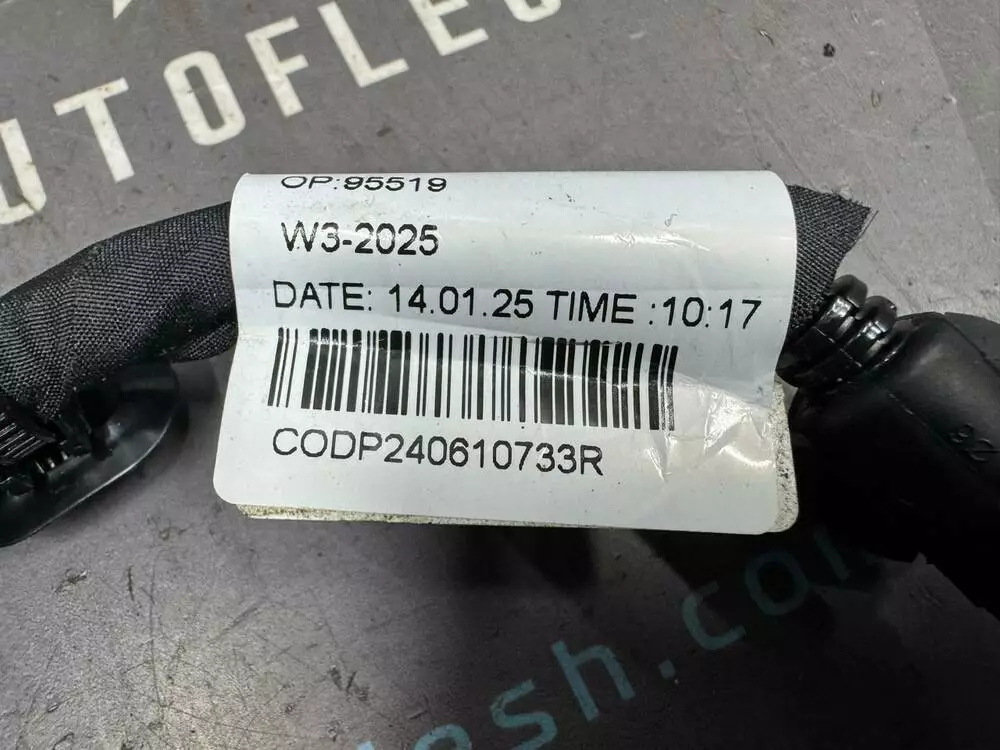 OP:95519
W3-2025
DATE: 14.01.25 TIME :10:17
CODP240610733R